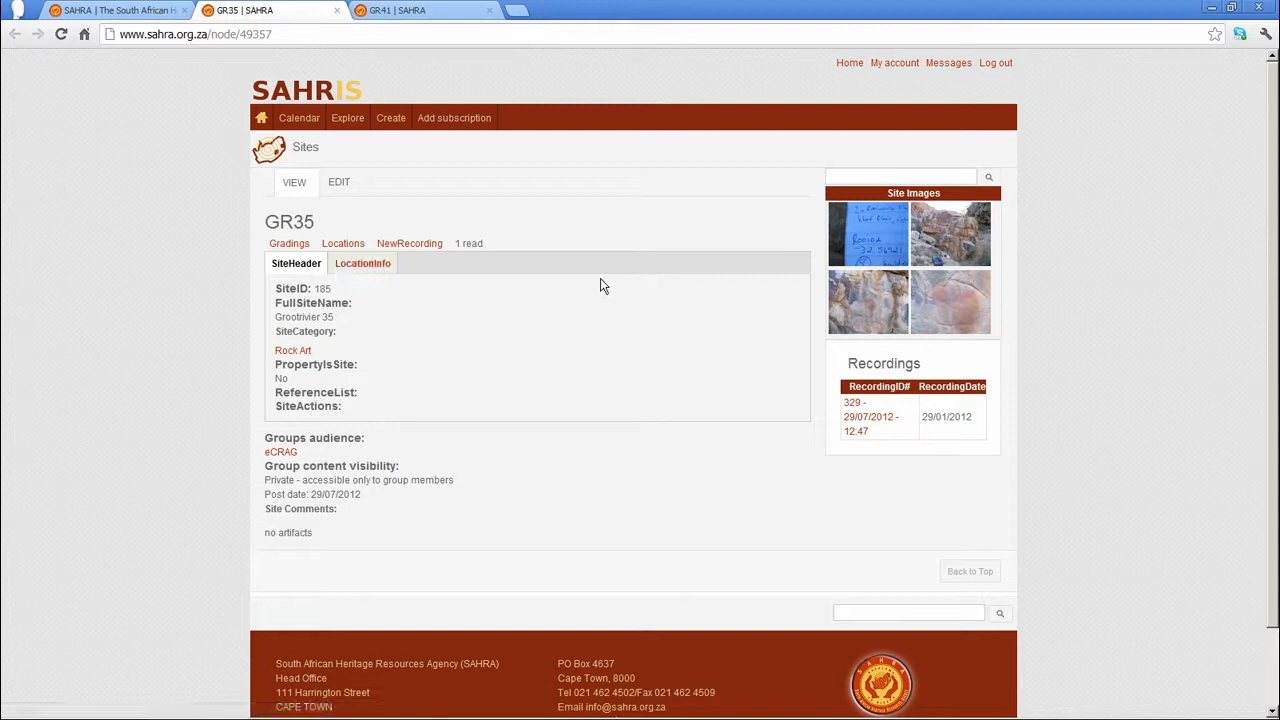 SAHRA | The South African H
GR35 | SAHRA
GR41 | SAHRA
www.sahra.org.za/node/49357
Home My account Messages Log out
SAHRIS
Calendar Explore Create Add subscription
Sites
VIEW EDIT
Site Images
GR35
Gradings Locations NewRecording 1 read
SiteHeader LocationInfo
SiteID: 185
FullSiteName:
Grootrivier 35
SiteCategory:
Rock Art
PropertyIsSite:
No
ReferenceList:
SiteActions:
Recordings
RecordingID# RecordingDate
329 -
29/07/2012 - 29/01/2012
12:47
Groups audience:
eCRAG
Group content visibility:
Private - accessible only to group members
Post date: 29/07/2012
Site Comments:
no artifacts
Back to Top
South African Heritage Resources Agency (SAHRA)
Head Office
111 Harrington Street
CAPE TOWN
PO Box 4637
Cape Town, 8000
Tel 021 462 4502/Fax 021 462 4509
Email info@sahra.org.za
SAHRA